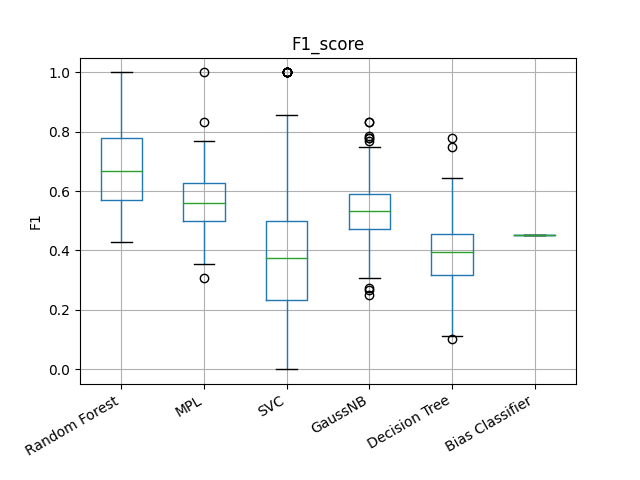 F1_score
F1
1.0
0.8
0.6
0.4
0.2
0.0
Random Forest
MPL
SVC
GaussNB
Decision Tree
Bias Classifier